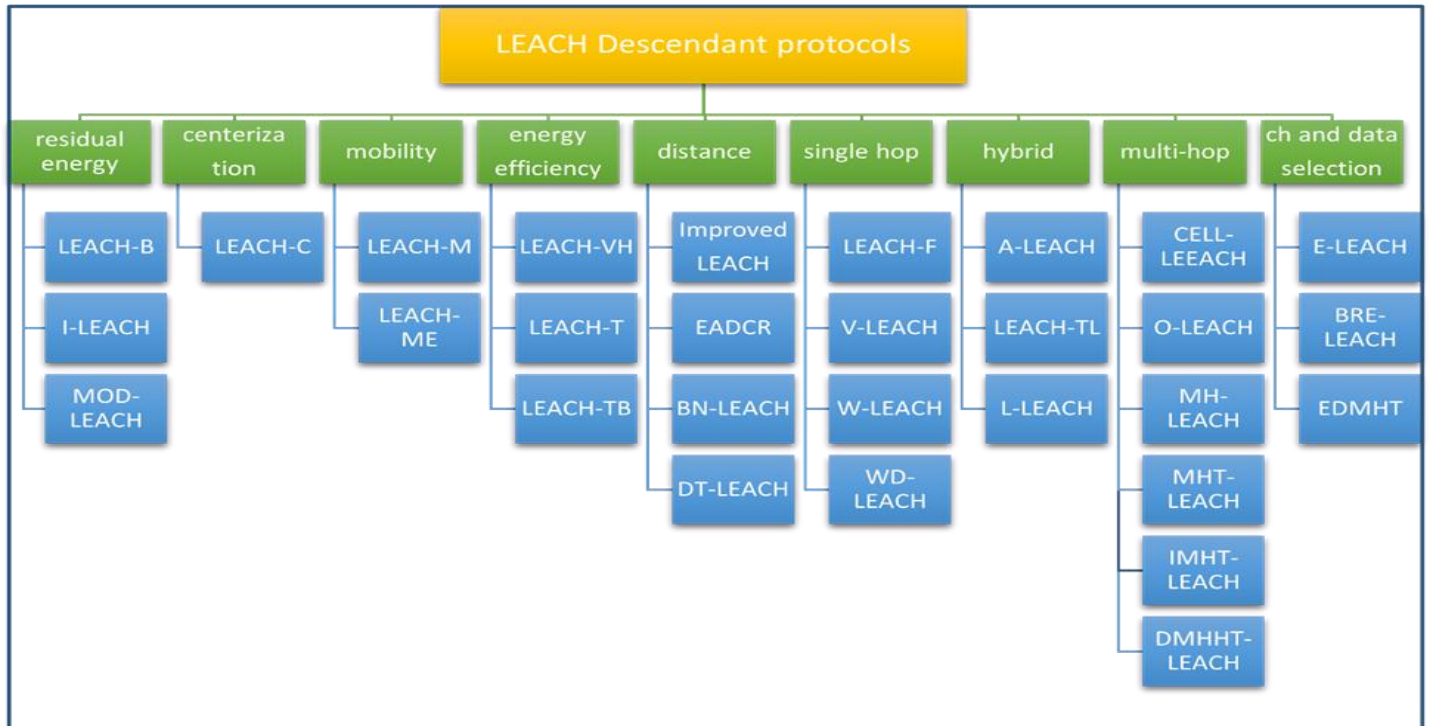 LEACH Descendant protocols
residual
energy
centeriza
tion
mobility
energy
efficiency
distance
single hop
hybrid
multi-hop
ch and data
selection
LEACH-B
I-LEACH
MOD-
LEACH
LEACH-C
LEACH-M
LEACH-
ME
LEACH-VH
LEACH-T
LEACH-TB
Improved
LEACH
EADCR
BN-LEACH
DT-LEACH
LEACH-F
V-LEACH
W-LEACH
WD-
LEACH
A-LEACH
LEACH-TL
L-LEACH
CELL-
LEEACH
O-LEACH
MH-
LEACH
MHT-
LEACH
IMHT-
LEACH
DMHHT-
LEACH
E-LEACH
BRE-
LEACH
EDMHT